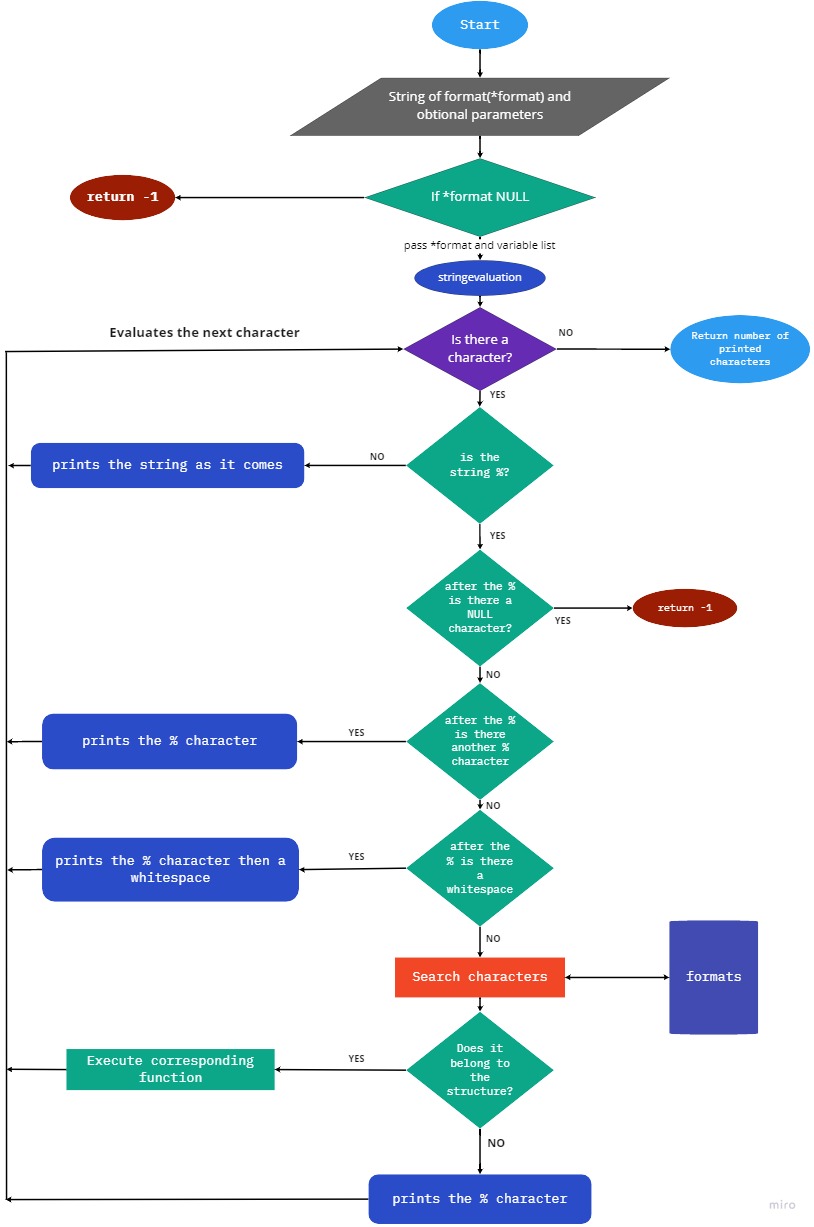 Start
String of format(*format) and
obtional parameters
If *format NULL
return -1
pass *format and variable list
stringevaluation
Evaluates the next character
Is there a
character?
NO
Return number of
printed
characters
YES
is the
string %?
NO
prints the string as it comes
YES
after the %
is there a
NULL
character?
YES
return -1
NO
after the %
is there
another %
character
YES
prints the % character
NO
after the
% is there
a
whitespace
YES
prints the % character then a
whitespace
NO
Search characters
formats
Does it
belong to
the
structure?
YES
Execute corresponding
function
NO
prints the % character
miro